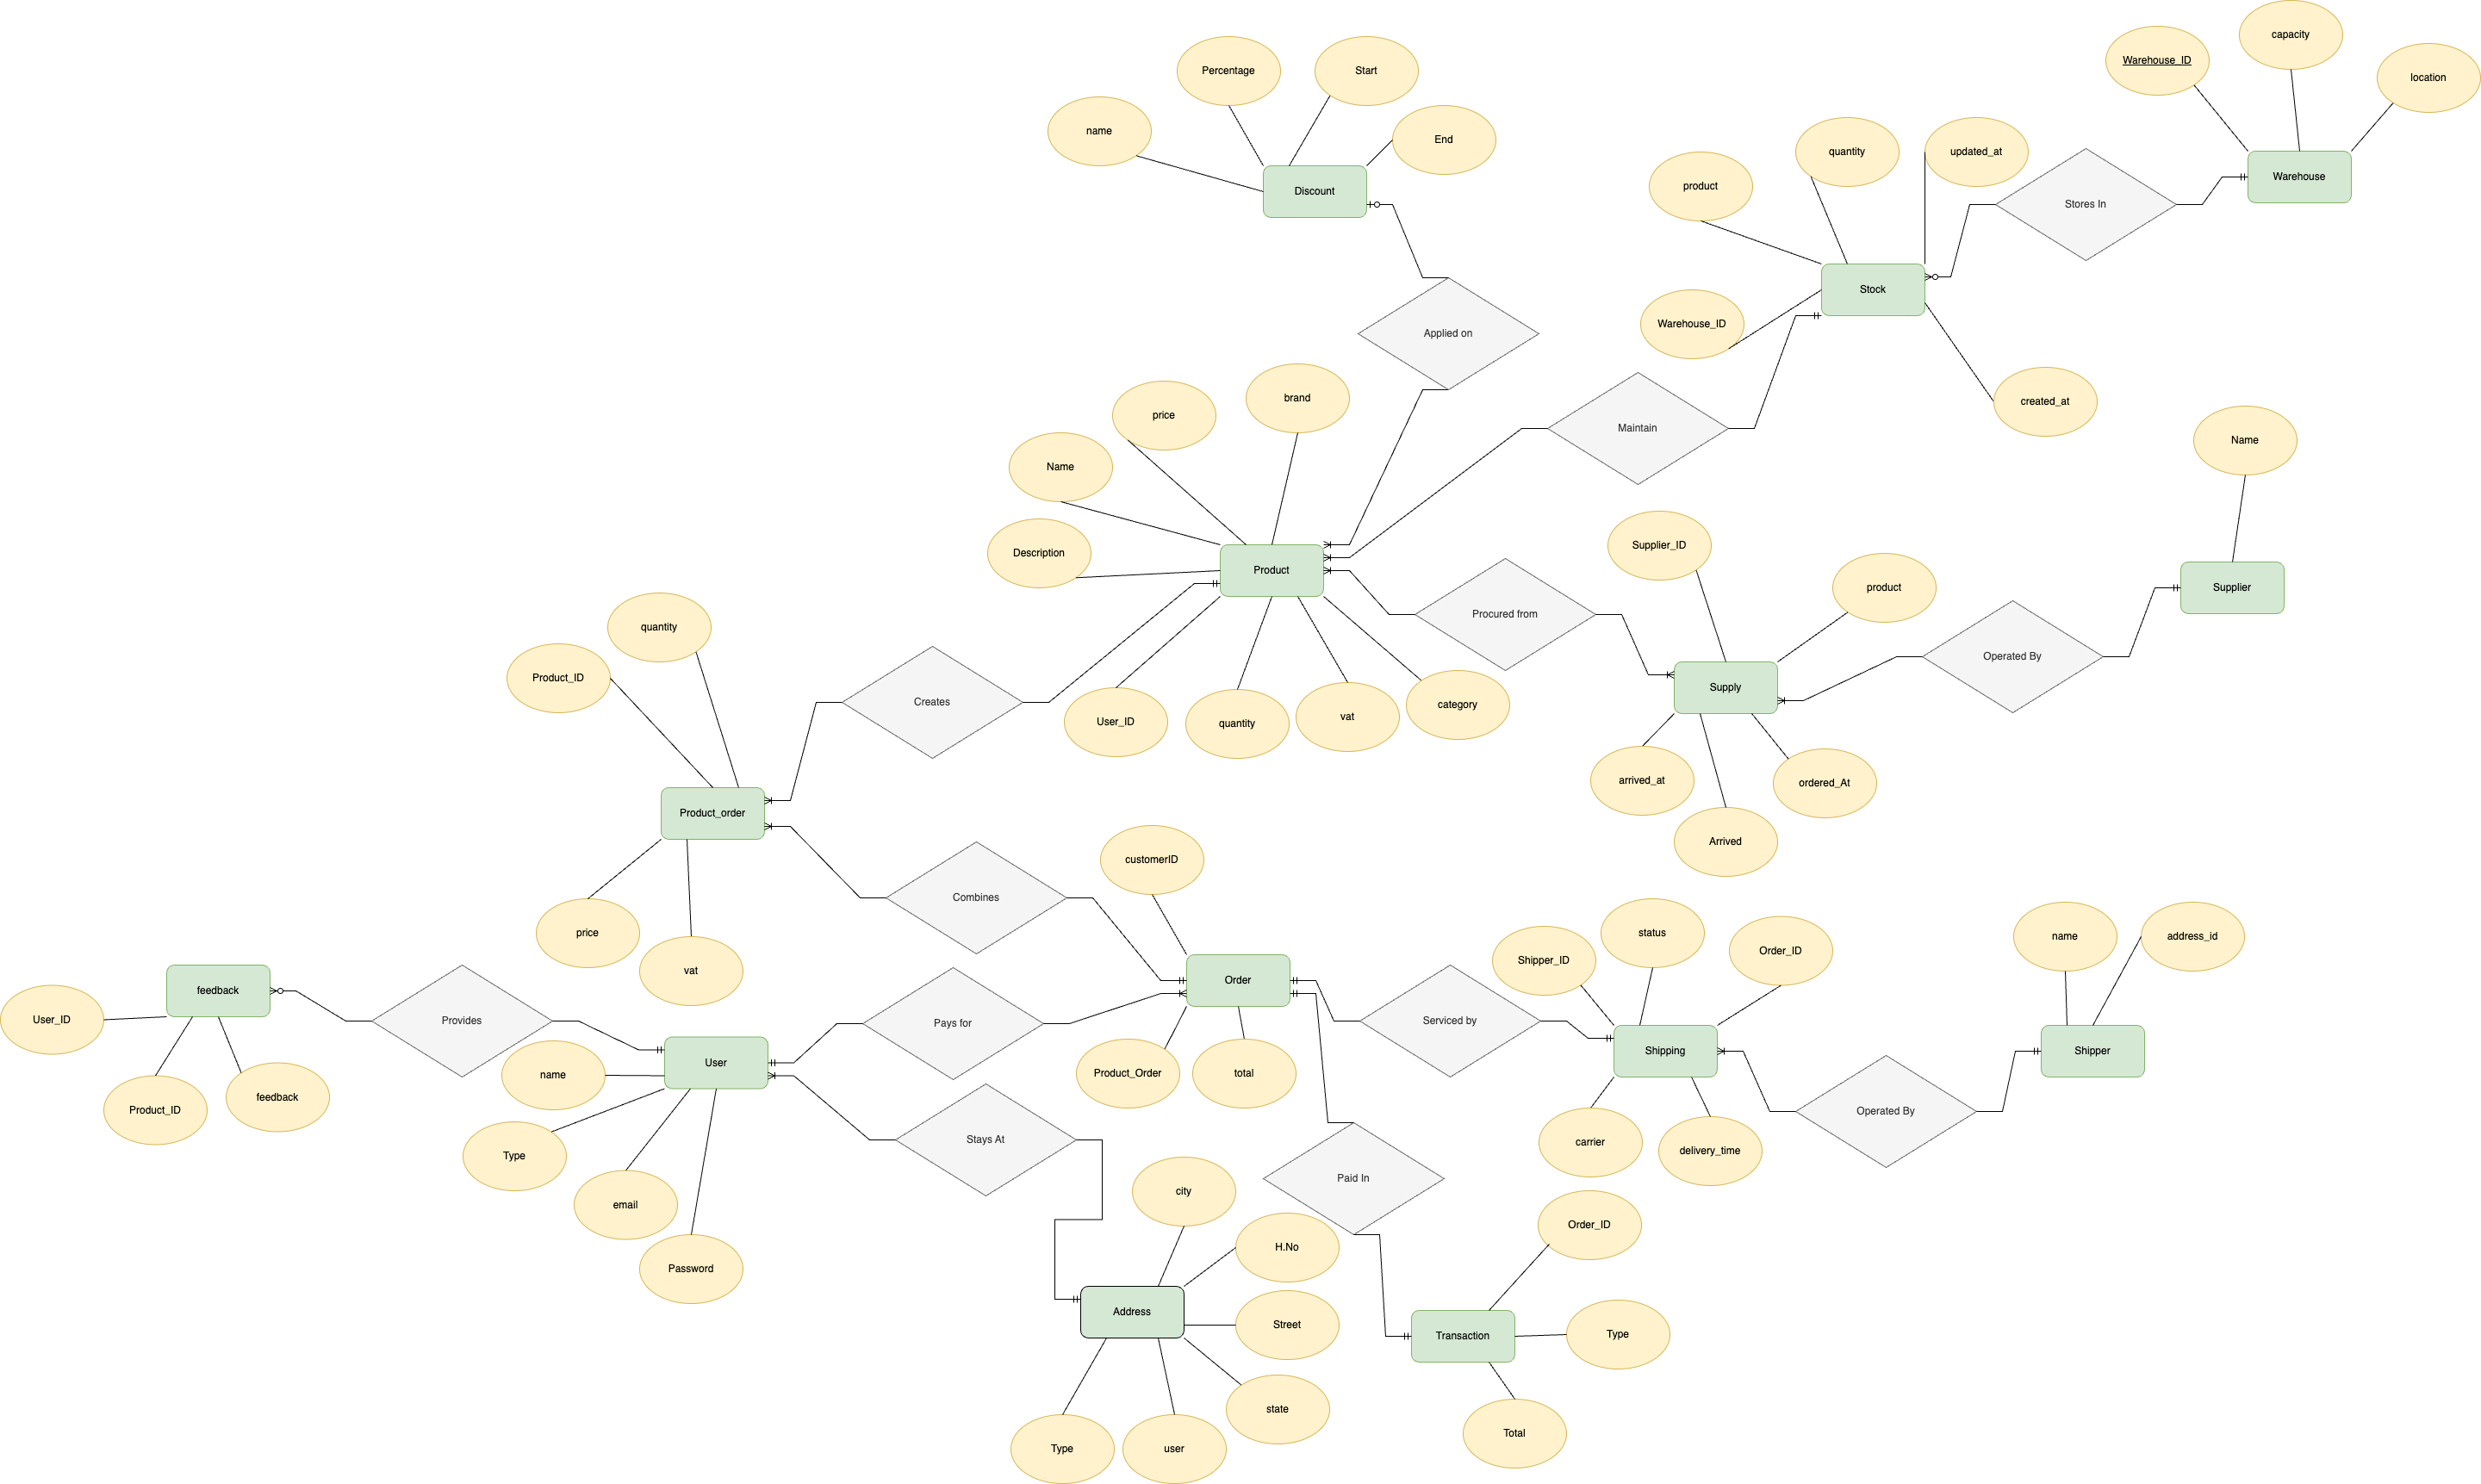 capacity
Warehouse_ID
location
Percentage
Start
name
End
quantity
updated_at
product
Warehouse
Discount
Stores In
Stock
Warehouse_ID
Applied on
created_at
brand
price
Maintain
Name
Name
Description
Product
Supplier_ID
product
Supplier
Procured from
quantity
Product_ID
Operated By
Supply
Creates
User_ID
quantity
vat
category
arrived_at
ordered_At
Product_order
Arrived
customerID
Combines
price
vat
status
Shipper_ID
Order_ID
name
address_id
feedback
Order
User_ID
Provides
Pays for
Serviced by
Shipping
Shipper
User
name
Product_Order
total
Product_ID
feedback
Operated By
Stays At
carrier
delivery_time
Type
Paid In
city
email
Order_ID
H.No
Password
Address
Street
Transaction
Type
state
Type
user
Total